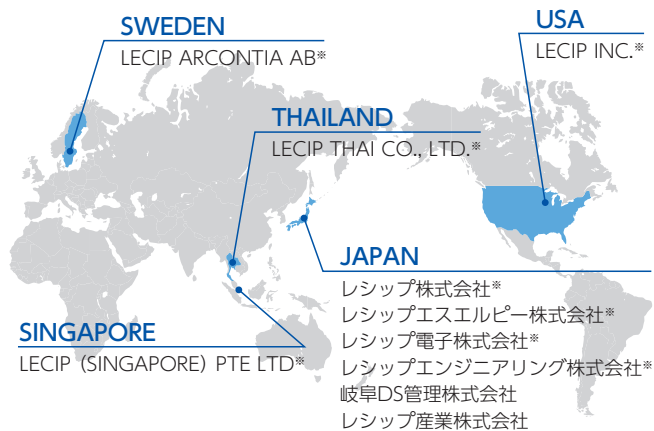 SWEDEN
LECIP ARCONTIA AB※
USA
LECIP INC.※
THAILAND
LECIP THAI CO., LTD.※
JAPAN
レシップ株式会社※
レシップエスエルピー株式会社※
レシップ電子株式会社※
レシップエンジニアリング株式会社※
岐阜DS管理株式会社
レシップ産業株式会社
SINGAPORE
LECIP (SINGAPORE) PTE LTD※